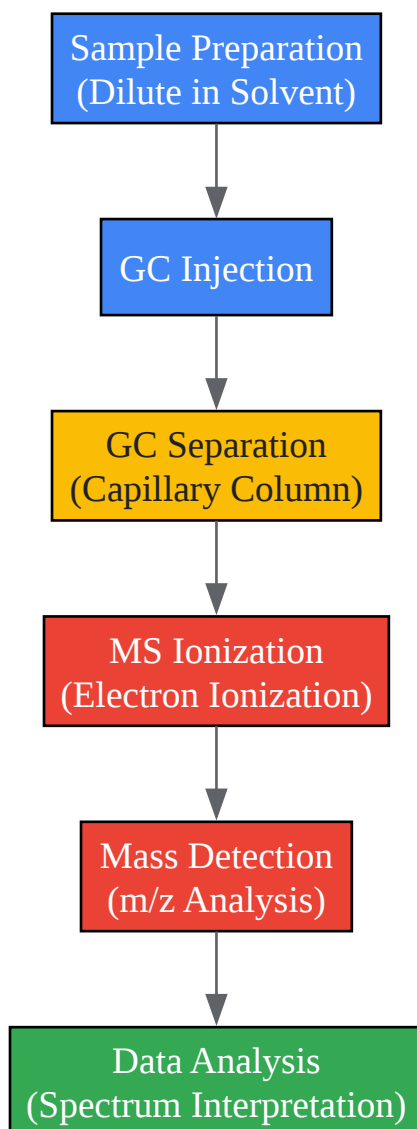 Sample Preparation
(Dilute in Solvent)
GC Injection
GC Separation
(Capillary Column)
MS Ionization
(Electron Ionization)
Mass Detection
(m/z Analysis)
Data Analysis
(Spectrum Interpretation)